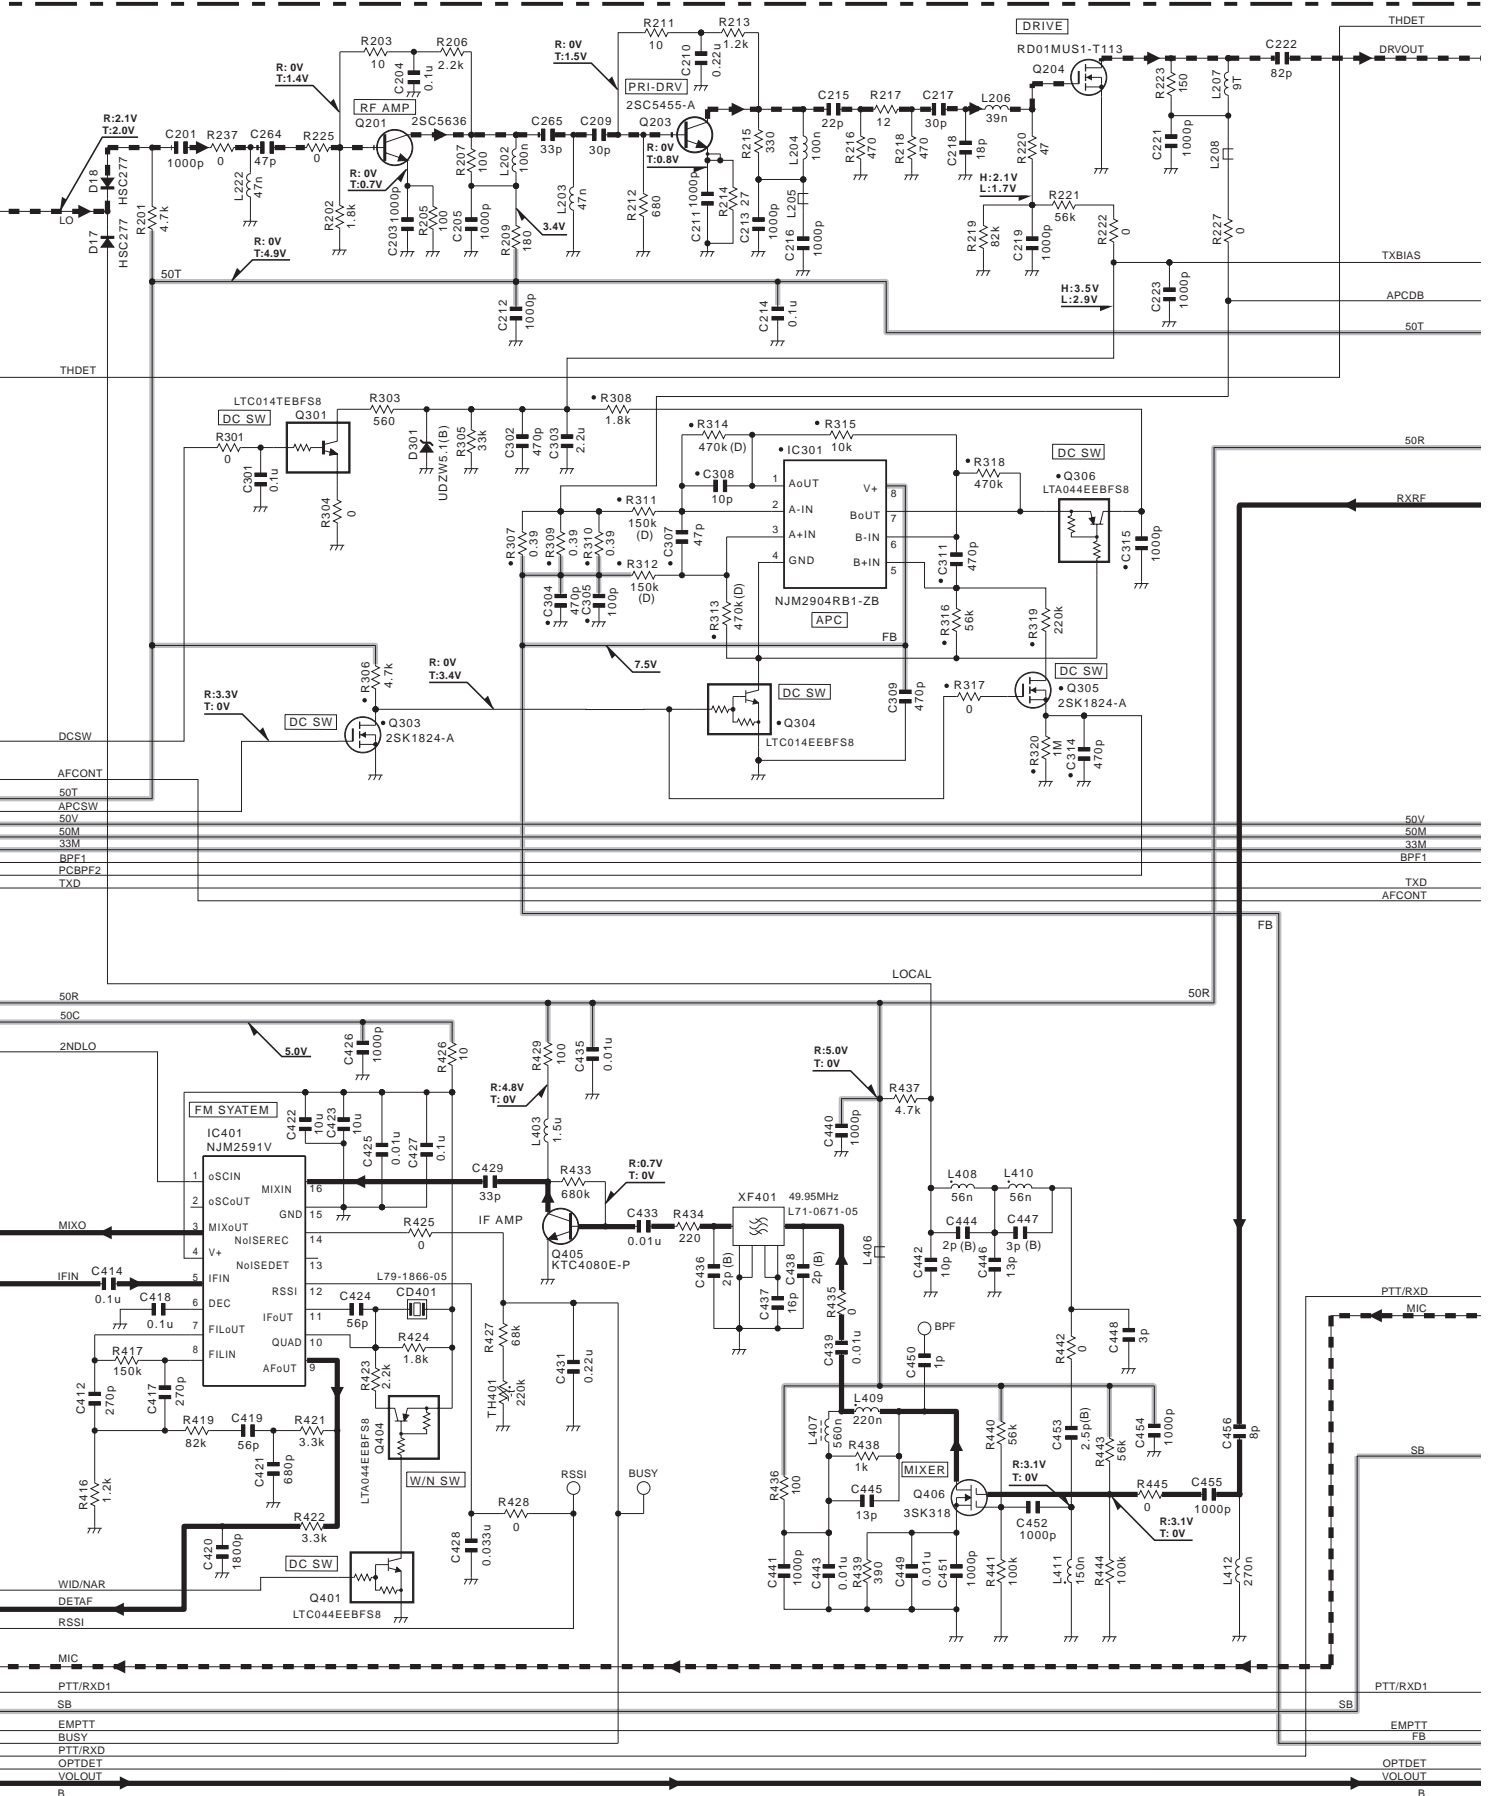 DRIVE
THDET
RD01MUS1-T113
DRVOUT
Q204
C222
82p
R223
150
L207
9T
R211
10
R213
1.2k
C210
0.22u
R203
10
R206
2.2k
C204
0.1u
R: 0V
T:1.4V
R: 0V
T:1.5V
RF AMP
Q201
2SC5636
PRI-DRV
2SC5455-A
Q203
R:2.1V
T:2.0V
C201
1000p
R237
0
C264
47p
R225
0
D18
HSC277
D17
HSC277
LO
R201
4.7k
L222
47n
R202
1.8k
R: 0V
T:0.7V
C203
1000p
R205
100
R207
100
L202
100n
C205
1000p
R209
180
3.4V
C265
33p
C209
30p
L203
47n
R212
680
R: 0V
T:0.8V
C211
1000p
R214
27
R215
330
L204
100n
L205
C213
1000p
C216
1000p
C215
22p
R217
12
R216
470
R218
470
C217
30p
C218
18p
L206
39n
R220
47
H:2.1V
L:1.7V
R221
56k
R219
82k
C219
1000p
R222
0
C221
1000p
L208
R227
0
R: 0V
T:4.9V
50T
TXBIAS
H:3.5V
L:2.9V
C223
1000p
APCDB
50T
C212
1000p
C214
0.1u
THDET
LTC014TEBFS8
DC SW
Q301
R301
0
C301
0.1u
R304
0
R303
560
D301
UDZW5.1(B)
R305
33k
C302
470p
C303
2.2u
R308
1.8k
R314
470k (D)
R315
10k
C308
10p
IC301
1
AoUT
2
A-IN
3
A+IN
4
GND
V+
8
BoUT
7
B-IN
6
B+IN
5
NJM2904RB1-ZB
APC
R318
470k
DC SW
Q306
LTA044EEBFS8
50R
RXRF
R307
0.39
R309
0.39
R310
0.39
R311
150k
(D)
R312
150k
(D)
C307
47p
C304
470p
C305
100p
R313
470k (D)
C311
470p
R316
56k
R319
220k
C315
1000p
FB
7.5V
R306
4.7k
R: 0V
T:3.4V
R:3.3V
T: 0V
DC SW
Q303
2SK1824-A
DC SW
Q304
LTC014EEBFS8
C309
470p
R317
0
DC SW
Q305
2SK1824-A
R320
1M
C314
470p
DCSW
AFCONT
50T
APCSW
50V
50V
50M
50M
33M
33M
BPF1
BPF1
PCBPF2
TXD
TXD
AFCONT
FB
LOCAL
50R
50R
50C
2NDLO
5.0V
C426
1000p
R426
10
R429
100
C435
0.01u
R:4.8V
T: 0V
L403
1.5u
R:5.0V
T: 0V
R437
4.7k
C440
1000p
FM SYATEM
IC401
NJM2591V
C422
10u
C423
10u
C425
0.01u
C427
0.1u
1
oSCIN
2
oSCoUT
3
MIXoUT
4
V+
5
IFIN
6
DEC
7
FILoUT
8
FILIN
MIXIN
16
GND
15
NoISEREC
14
NoISEDET
13
RSSI
12
IFoUT
11
QUAD
10
AFoUT
9
MIXO
IFIN
C414
0.1u
C418
0.1u
R425
0
L79-1866-05
CD401
C424
56p
R424
1.8k
R423
2.2k
C429
33p
IF AMP
R433
680k
R:0.7V
T: 0V
Q405
KTC4080E-P
C433
0.01u
R434
220
XF401
49.95MHz
L71-0671-05
C436
2p (B)
C437
16p
C438
2p (B)
L406
L408
56n
L410
56n
C444
2p (B)
C447
3p (B)
C442
10p
C446
13p
R435
0
C439
0.01u
BPF
C450
1p
R442
0
C448
3p
PTT/RXD
MIC
R427
68k
TH401
220k
C431
0.22u
R417
150k
C412
270p
C417
270p
R419
82k
C419
56p
R421
3.3k
C421
680p
R416
1.2k
R422
3.3k
LTA044EEBFS8
Q404
W/N SW
RSSI
BUSY
R428
0
C428
0.033u
C420
1800p
DC SW
Q401
LTC044EEBFS8
WID/NAR
DETAF
RSSI
L409
220n
L407
560n
R438
1k
C445
13p
R436
100
MIXER
Q406
3SK318
R440
56k
R:3.1V
T: 0V
C453
2.5p(B)
R443
56k
C454
1000p
C452
1000p
R445
0
C455
1000p
C456
8p
R:3.1V
T: 0V
SB
C441
1000p
C443
0.01u
R439
390
C449
0.01u
C451
1000p
R441
100k
L411
150n
R444
100k
L412
270n
MIC
PTT/RXD1
PTT/RXD1
SB
SB
EMPTT
EMPTT
BUSY
FB
PTT/RXD
OPTDET
OPTDET
VOLOUT
VOLOUT
B
B